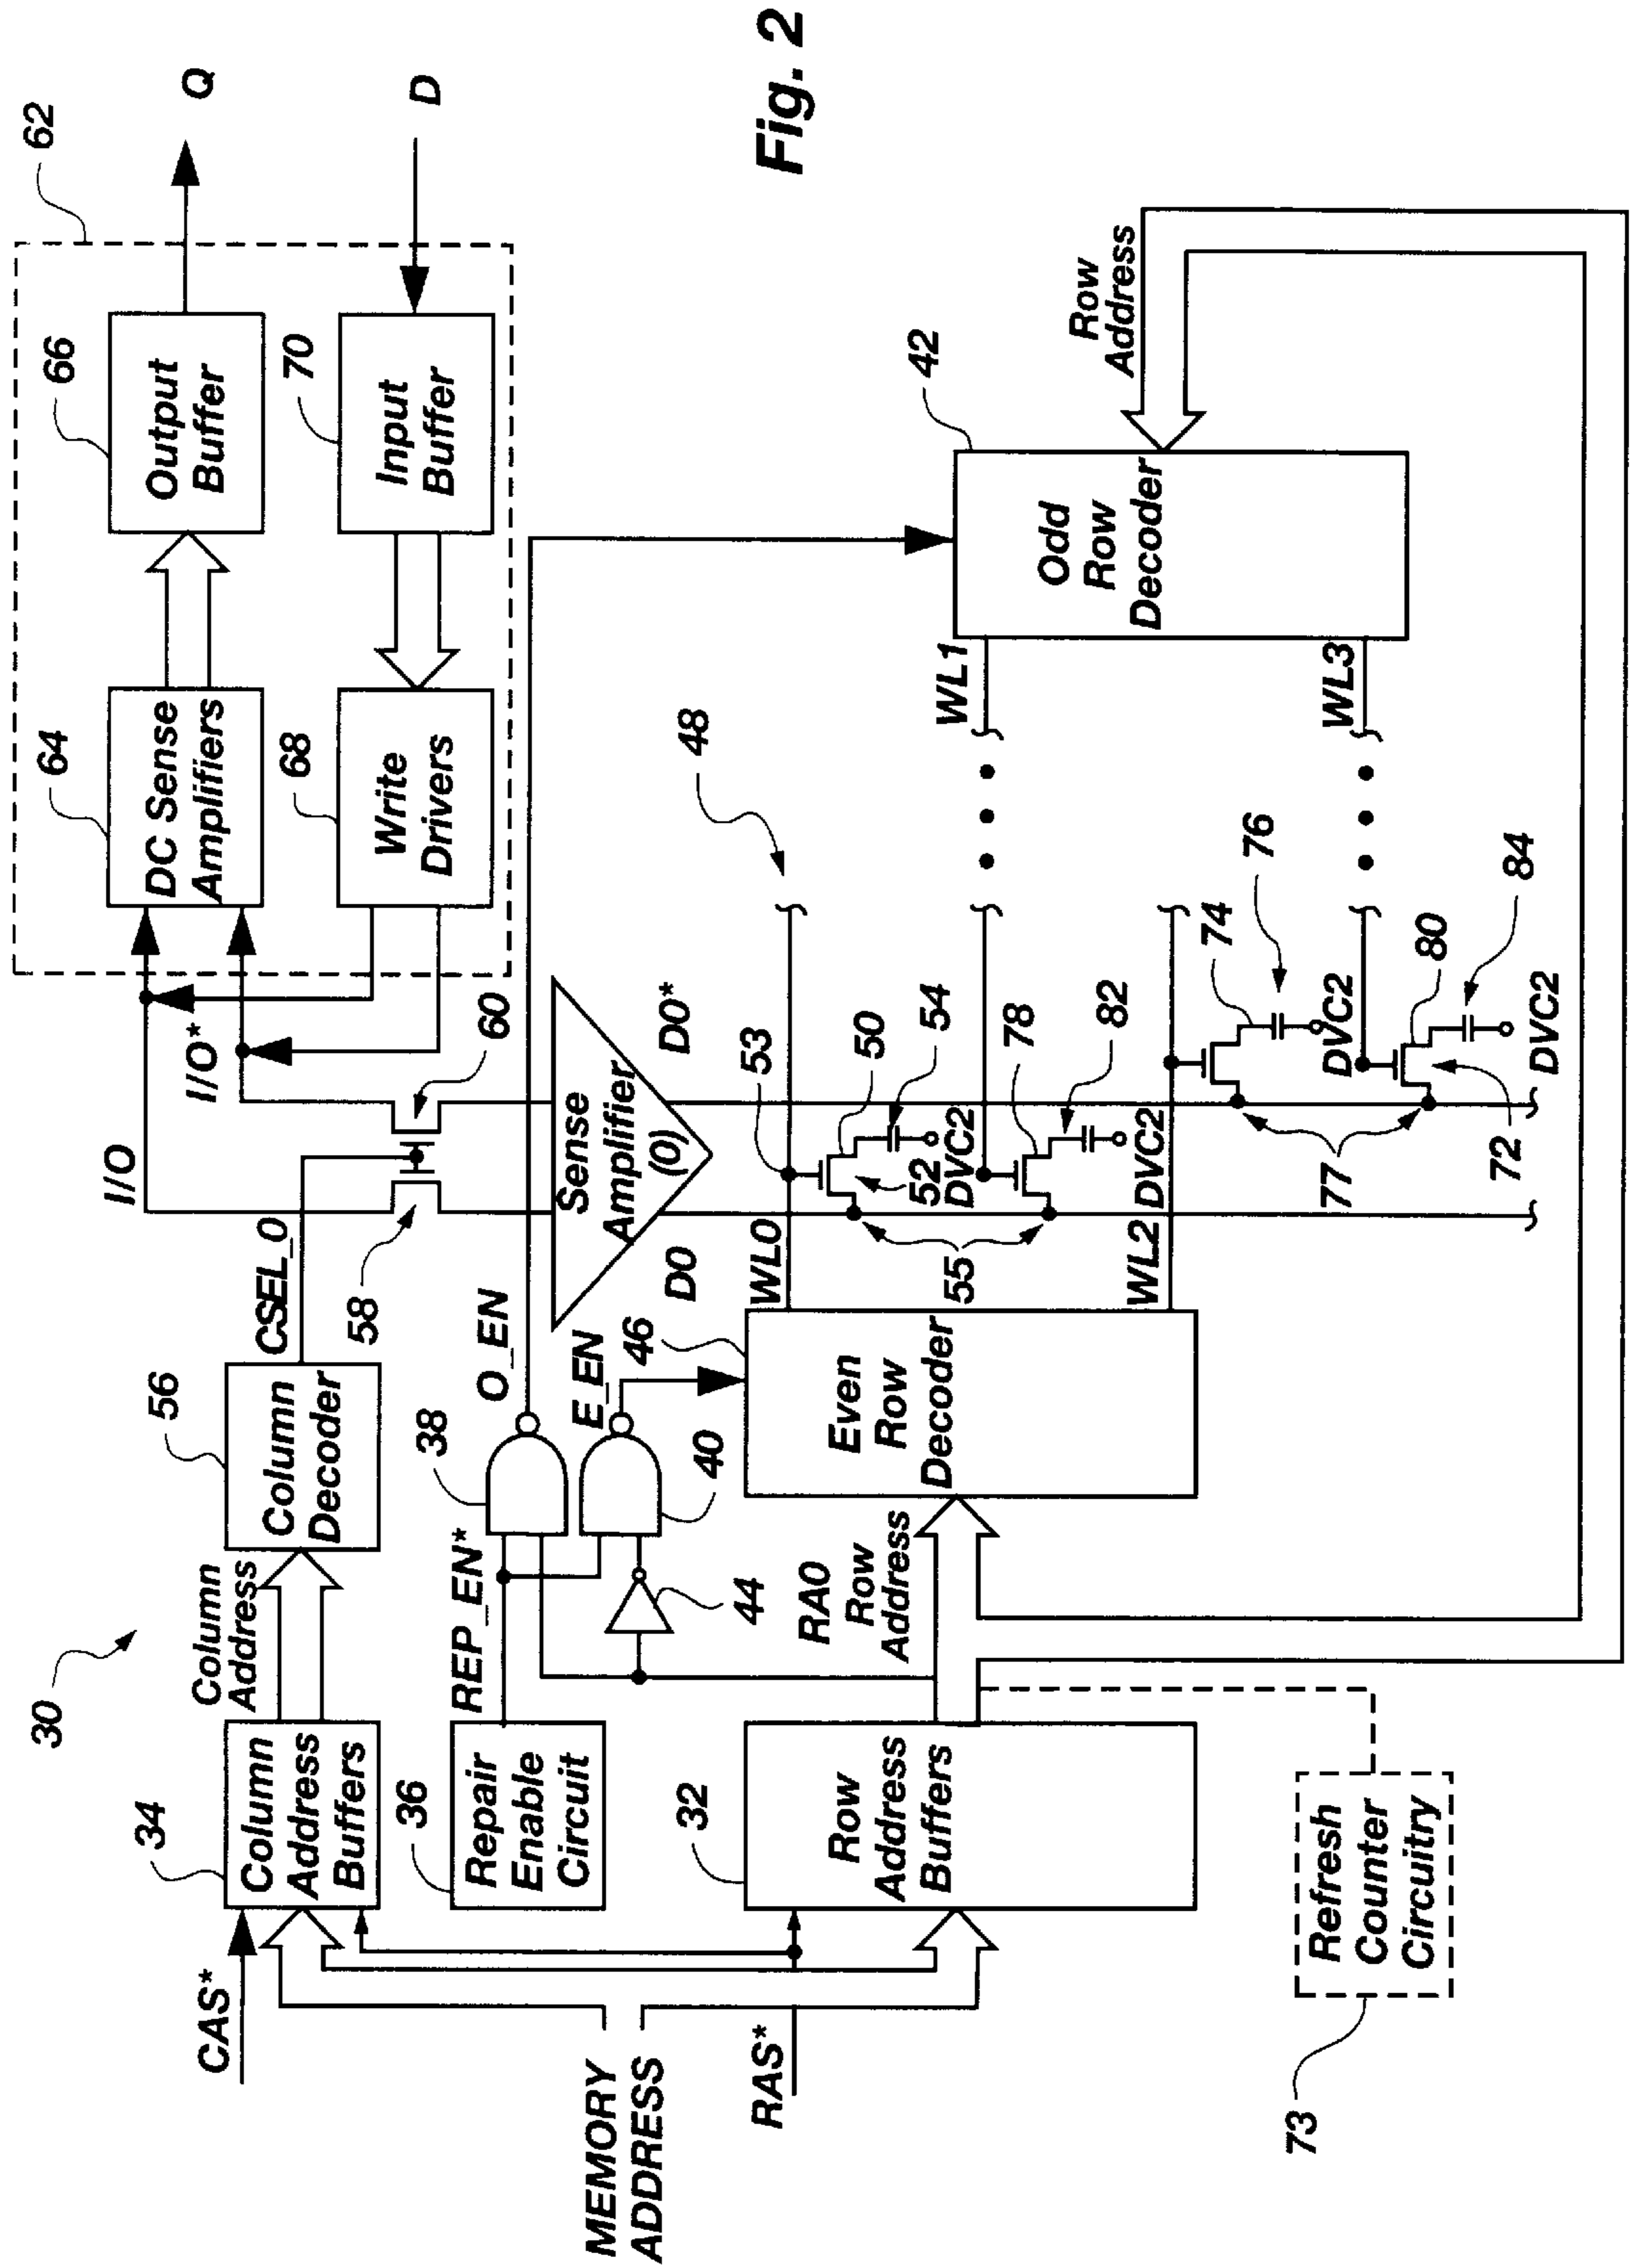 30
CAS*
34
Column
Address
Buffers
Column
Address
56
Column
Decoder
CSEL_0
I/O
I/O*
58
60
62
64
DC Sense
Amplifiers
66
Output
Buffer
Q
68
Write
Drivers
70
Input
Buffer
D
36
Repair
Enable
Circuit
REP_EN*
38
O_EN
E_EN
40
44
46
MEMORY
ADDRESS
RAS*
32
Row
Address
Buffers
RA0
Row
Address
Even
Row
Decoder
Sense
Amplifier
(0)
D0
D0*
WL0
53
50
52
54
DVC2
55
78
82
DVC2
WL2
48
WL1
74
76
DVC2
77
80
84
72
DVC2
WL3
42
Odd
Row
Decoder
Row
Address
73
Refresh
Counter
Circuitry
Fig. 2